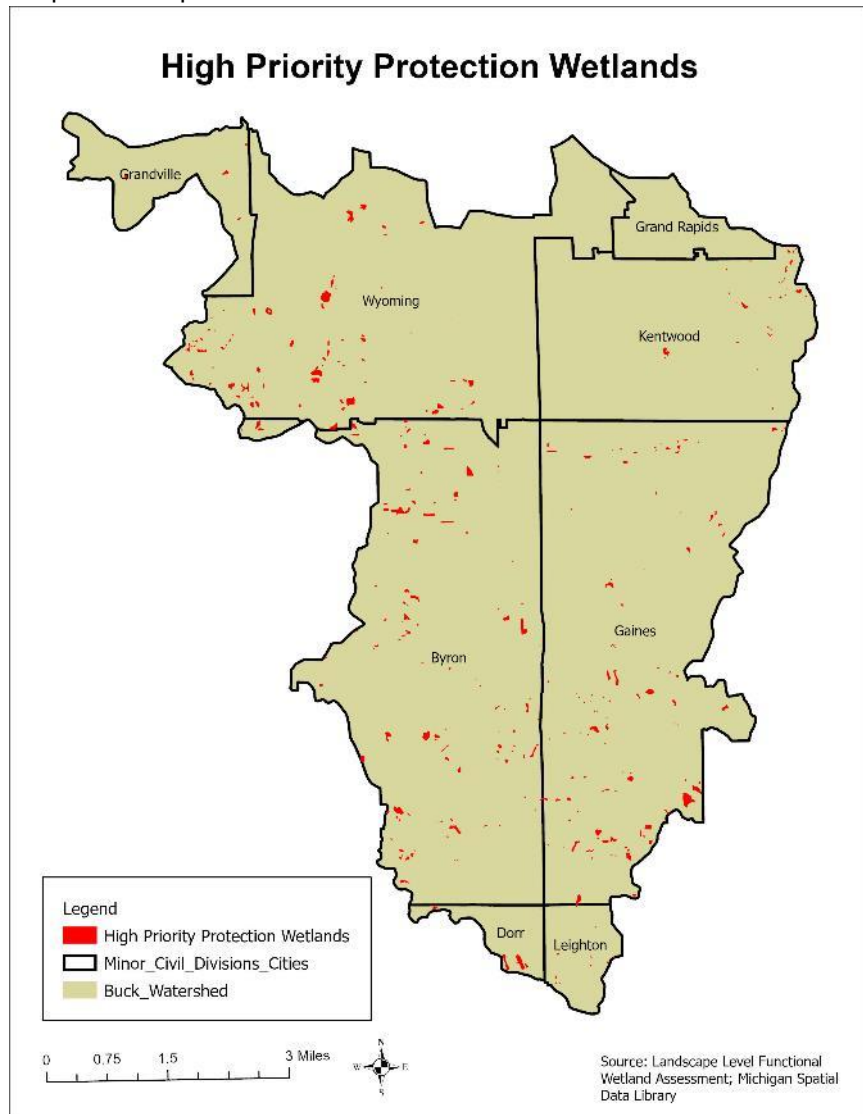 High Priority Protection Wetlands
Grandville
Grand Rapids
Wyoming
Kentwood
Gaines
Byron
Dorr
Leighton
Legend
High Priority Protection Wetlands
Minor_Civil_Divisions_Cities
Buck_Watershed
0 0.75 1.5 3 Miles
N
W E
S
Source: Landscape Level Functional
Wetland Assessment; Michigan Spatial
Data Library